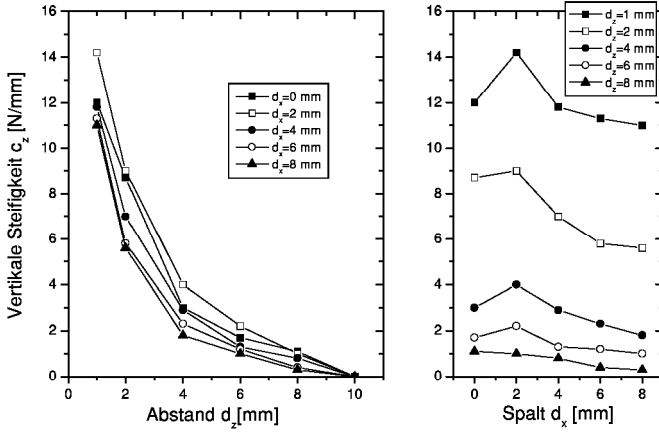 Vertikale Steifigkeit c_z [N/mm]
16
14
12
10
8
6
4
2
0
d_x=0 mm
d_x=2 mm
d_x=4 mm
d_x=6 mm
d_x=8 mm
0 2 4 6 8 10
Abstand d_z[mm]
16
14
12
10
8
6
4
2
0
d_z=1 mm
d_z=2 mm
d_z=4 mm
d_z=6 mm
d_z=8 mm
0 2 4 6 8
Spalt d_x [mm]